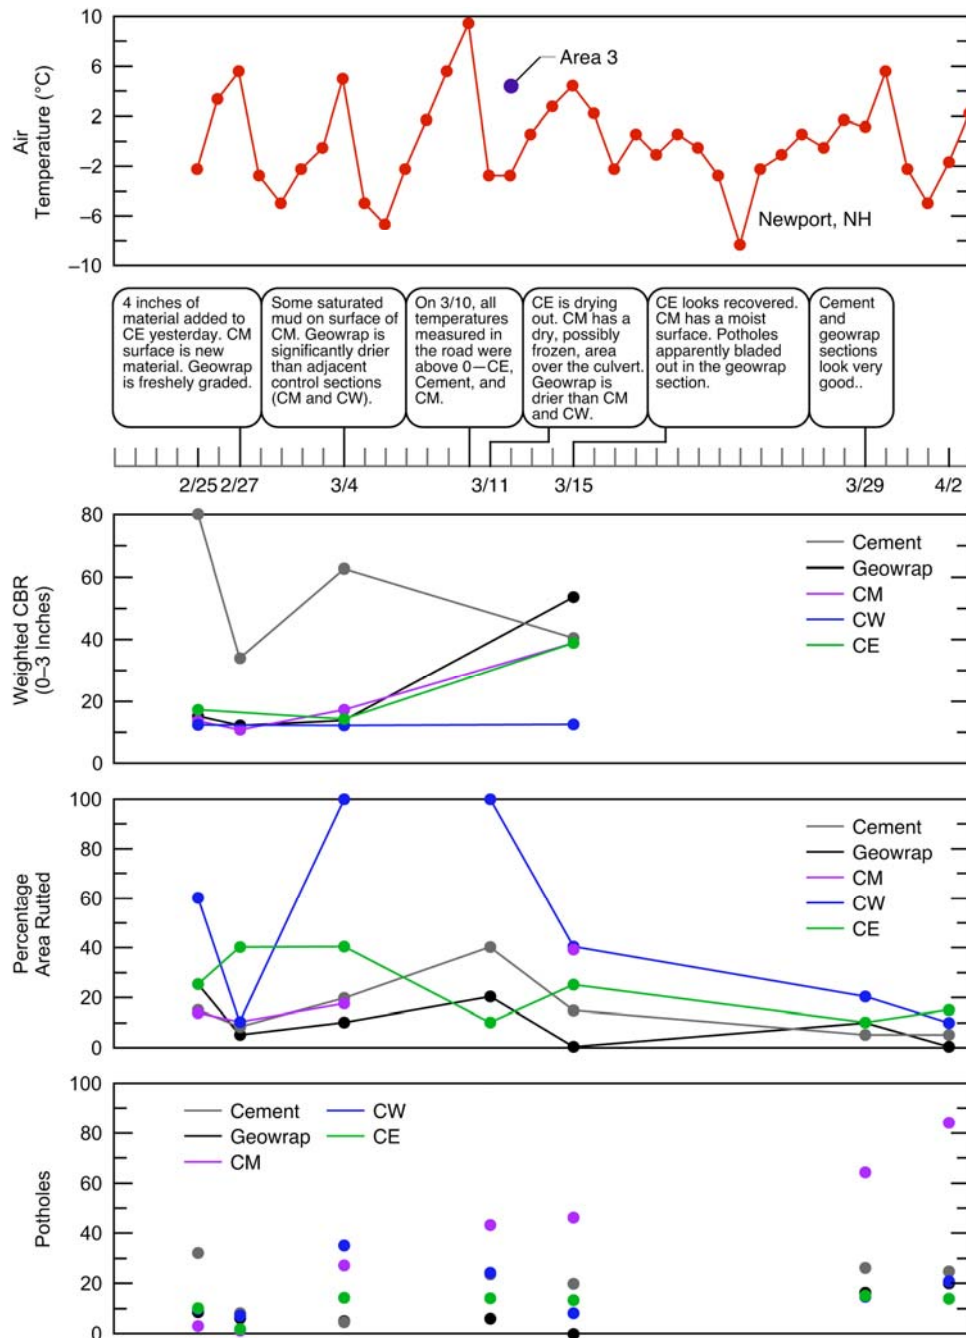 10
6
2
−2
−6
−10
Air
Temperature (°C)
Area 3
Newport, NH
4 inches of
material added to
CE yesterday. CM
surface is new
material. Geowrap
is freshely graded.
Some saturated
mud on surface of
CM. Geowrap is
significantly drier
than adjacent
control sections
(CM and CW).
On 3/10, all
temperatures
measured in
the road were
above 0—CE,
Cement, and
CM.
CE is drying
out. CM has a
dry, possibly
frozen, area
over the culvert.
Geowrap is
drier than CM
and CW.
CE looks recovered.
CM has a moist
surface. Potholes
apparently bladed
out in the geowrap
section.
Cement
and
geowrap
sections
look very
good..
2/25 2/27 3/4 3/11 3/15 3/29 4/2
80
60
40
20
0
Weighted CBR
(0–3 Inches)
Cement
Geowrap
CM
CW
CE
100
80
60
40
20
0
Percentage
Area Rutted
Cement
Geowrap
CM
CW
CE
100
80
60
40
20
0
Potholes
Cement CW
Geowrap CE
CM